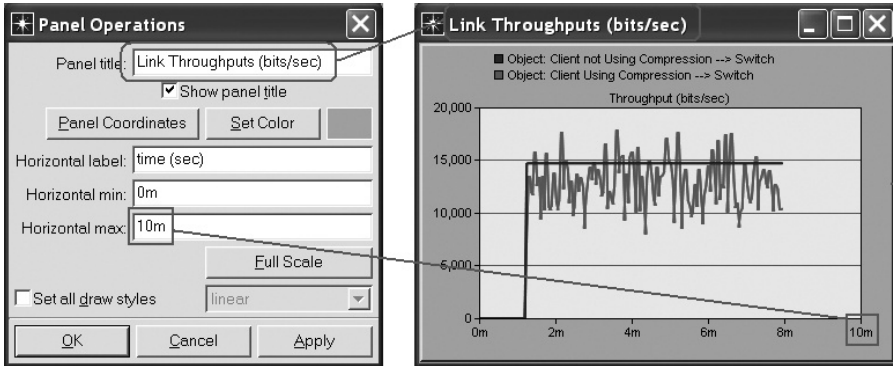 Panel Operations
Panel title: Link Throughputs (bits/sec)
Show panel title
Panel Coordinates Set Color
Horizontal label: time (sec)
Horizontal min: 0m
Horizontal max: 10m
Full Scale
Set all draw styles linear
OK Cancel Apply
Link Throughputs (bits/sec)
Object: Client not Using Compression --> Switch
Object: Client Using Compression --> Switch
Throughput (bits/sec)
20,000
15,000
10,000
5,000
0
0m 2m 4m 6m 8m 10m